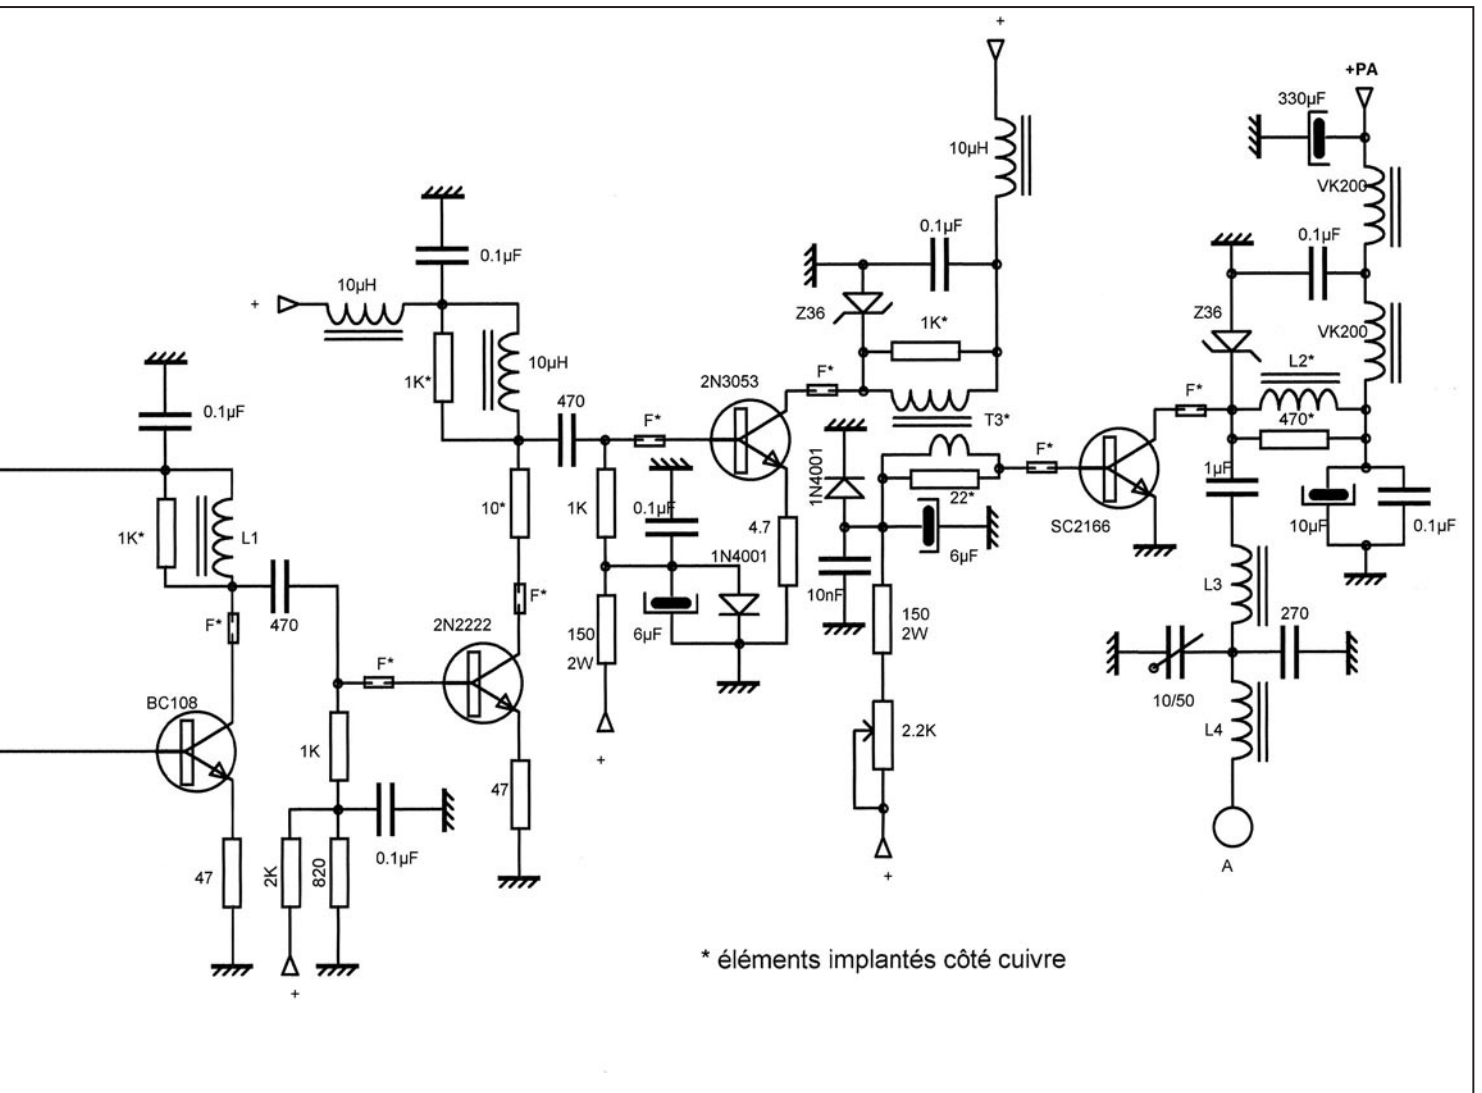 +
+PA
330µF
10µH
VK200
0.1µF
0.1µF
0.1µF
10µH
+
Z36
Z36
1K*
VK200
10µH
L2*
1K*
F*
2N3053
F*
470
0.1µF
F*
T3*
470*
F*
1N4001
1µF
22*
10*
1K
0.1µF
4.7
SC2166
10µF
0.1µF
1K*
L1
1N4001
6µF
L3
10nF
F*
F*
470
2N2222
150
2W
6µF
150
2W
270
F*
10/50
BC108
2.2K
L4
1K
+
47
0.1µF
A
47
2K
820
+
* éléments implantés côté cuivre
+